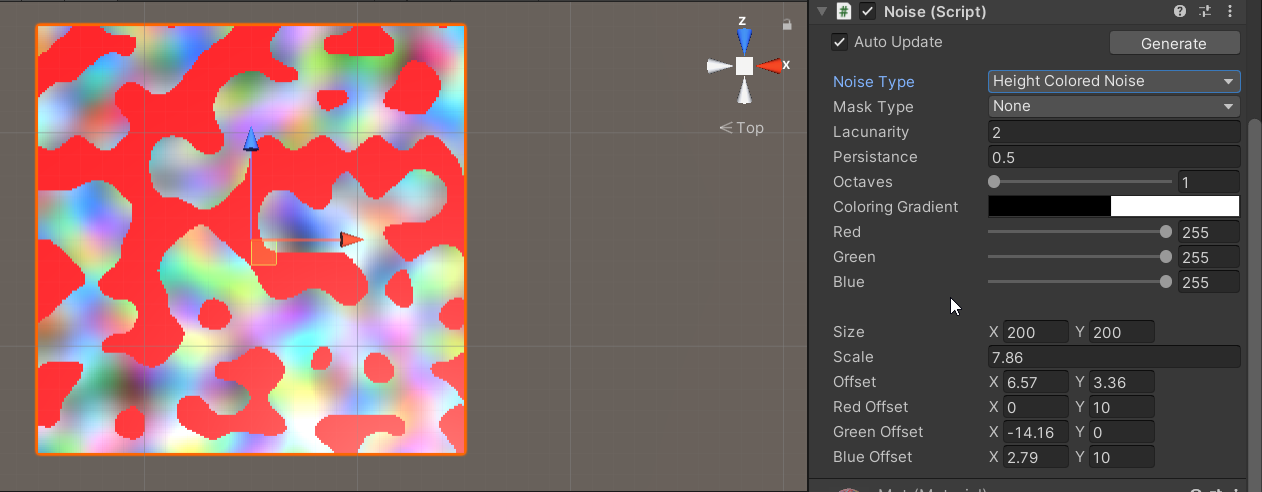 z
x
Top
Noise (Script)
Auto Update
Generate
Noise Type Height Colored Noise
Mask Type None
Lacunarity 2
Persistance 0.5
Octaves 1
Coloring Gradient
Red 255
Green 255
Blue 255
Size X 200 Y 200
Scale 7.86
Offset X 6.57 Y 3.36
Red Offset X 0 Y 10
Green Offset X -14.16 Y 0
Blue Offset X 2.79 Y 10